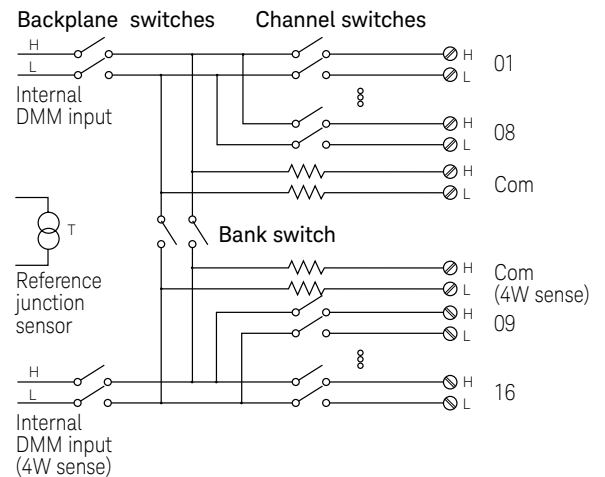 Backplane switches
Channel switches
H
L
Internal
DMM input
H
L
01
H
L
08
H
L
Com
T
Reference
junction
sensor
Bank switch
H
L
Com
(4W sense)
H
L
09
H
L
16
H
L
Internal
DMM input
(4W sense)